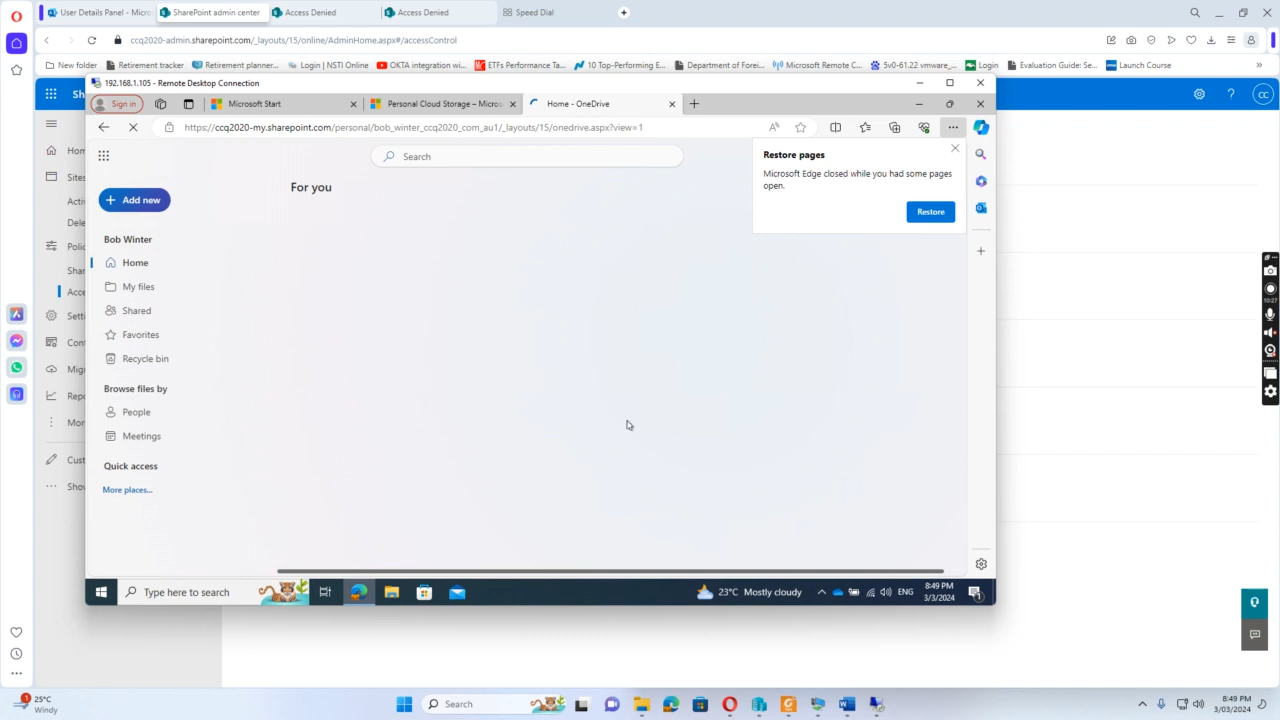 User Details Panel - Micros
SharePoint admin center
Access Denied
Access Denied
Speed Dial
ccq2020-admin.sharepoint.com/_layouts/15/online/AdminHome.aspx#/accessControl
New folder
Retirement tracker
Retirement planner...
Login | NSTI Online
OKTA integration wi...
ETFs Performance Ta...
10 Top-Performing E...
Department of Forei...
Microsoft Remote C...
5v0-61.22 vmware_...
Login
Evaluation Guide: Se...
Launch Course
Sh
CC
Hom
Sites
Activ
Dele
Polic
Shar
Acce
Setti
Cont
Migr
Repo
Mor
Cust
Show
192.168.1.105 - Remote Desktop Connection
Sign in
Microsoft Start
Personal Cloud Storage – Micros
Home - OneDrive
https://ccq2020-my.sharepoint.com/personal/bob_winter_ccq2020_com_au1/_layouts/15/onedrive.aspx?view=1
Search
Restore pages
Microsoft Edge closed while you had some pages
open.
Restore
For you
Add new
Bob Winter
Home
My files
Shared
Favorites
Recycle bin
Browse files by
People
Meetings
Quick access
More places...
10:27
Type here to search
23°C Mostly cloudy
ENG
8:49 PM
3/3/2024
1
1
25°C
Windy
Search
8:49 PM
3/03/2024